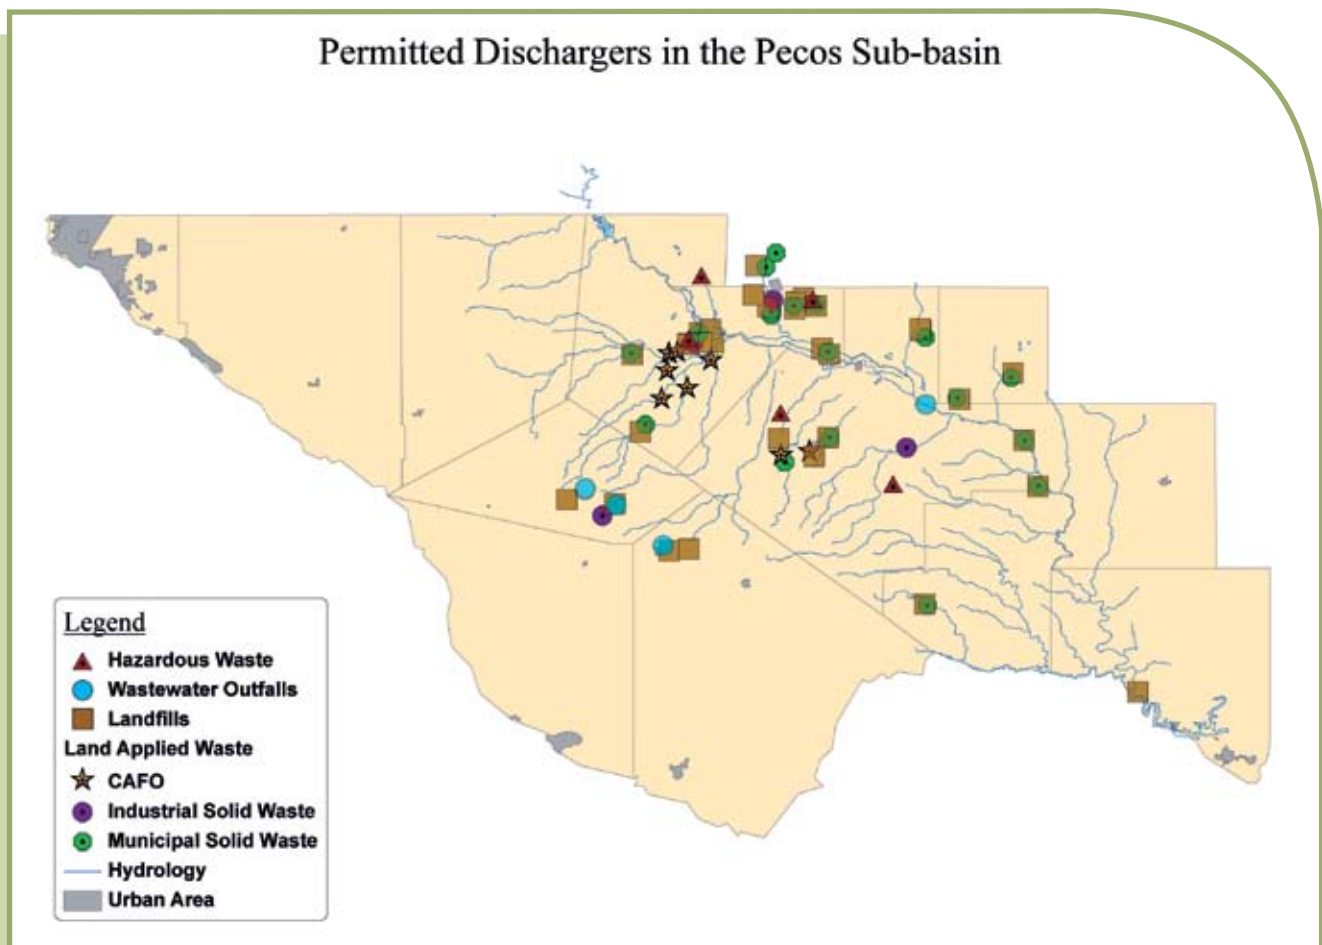 Permitted Dischargers in the Pecos Sub-basin
Legend
Hazardous Waste
Wastewater Outfalls
Landfills
Land Applied Waste
CAFO
Industrial Solid Waste
Municipal Solid Waste
Hydrology
Urban Area